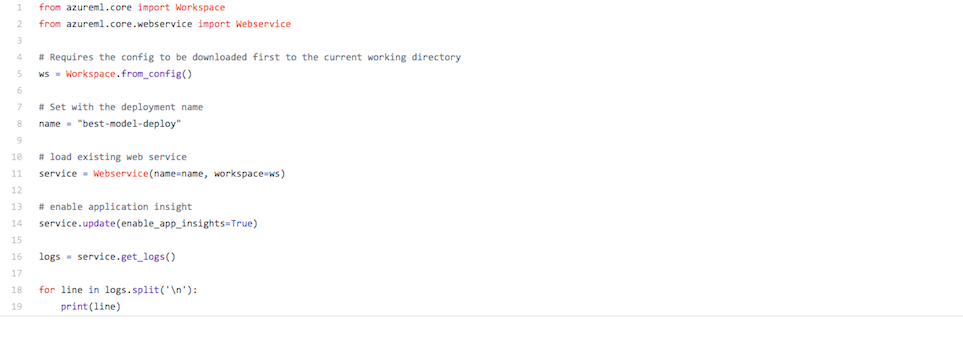 1 from azureml.core import Workspace
2 from azureml.core.webservice import Webservice
3
4 # Requires the config to be downloaded first to the current working directory
5 ws = Workspace.from_config()
6
7 # Set with the deployment name
8 name = "best-model-deploy"
9
10 # load existing web service
11 service = Webservice(name=name, workspace=ws)
12
13 # enable application insight
14 service.update(enable_app_insights=True)
15
16 logs = service.get_logs()
17
18 for line in logs.split('\n'):
19     print(line)